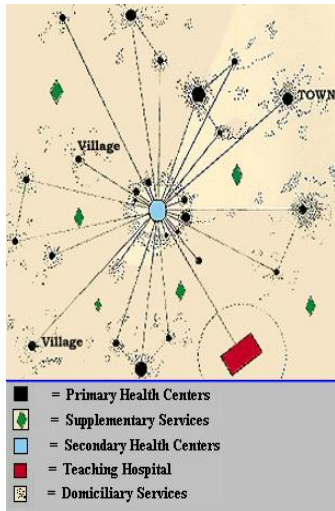 TOWN
Village
Village
= Primary Health Centers
= Supplementary Services
= Secondary Health Centers
= Teaching Hospital
= Domiciliary Services